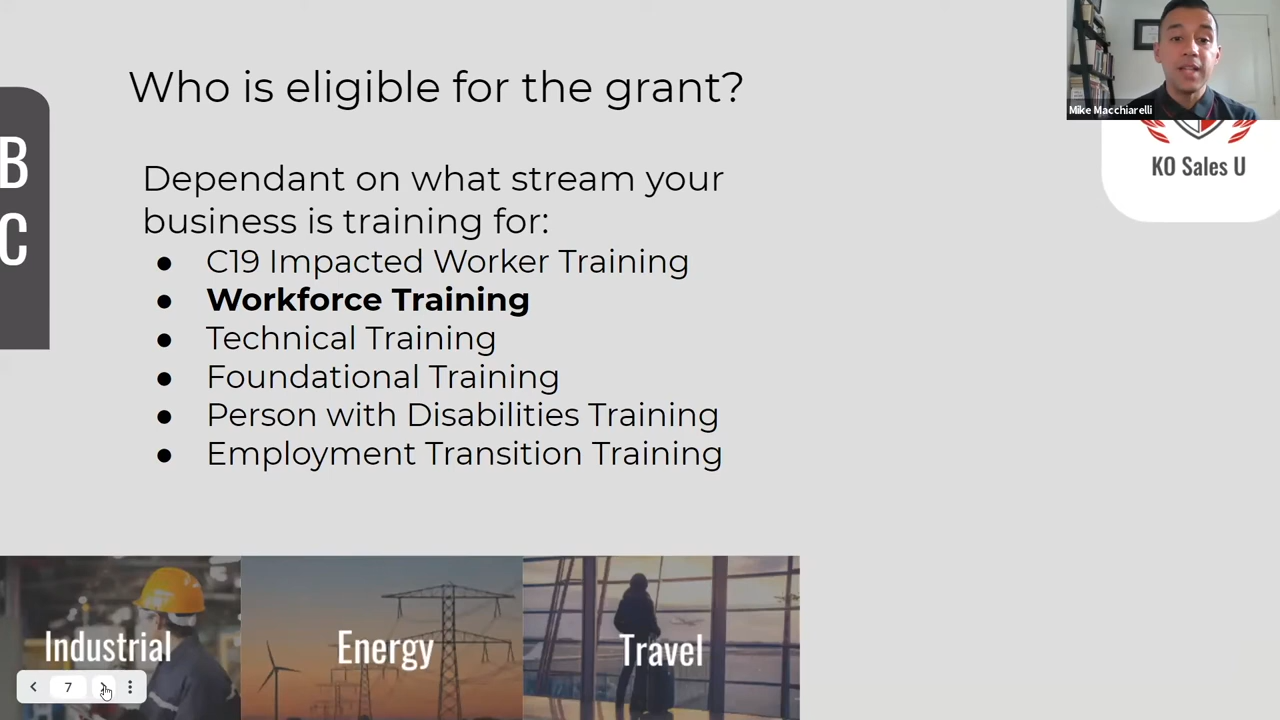 Who is eligible for the grant?
Mike Macchiarelli
KO Sales U
B
C
Dependant on what stream your
business is training for:
● C19 Impacted Worker Training
● Workforce Training
● Technical Training
● Foundational Training
● Person with Disabilities Training
● Employment Transition Training
Industrial
Energy
Travel
7